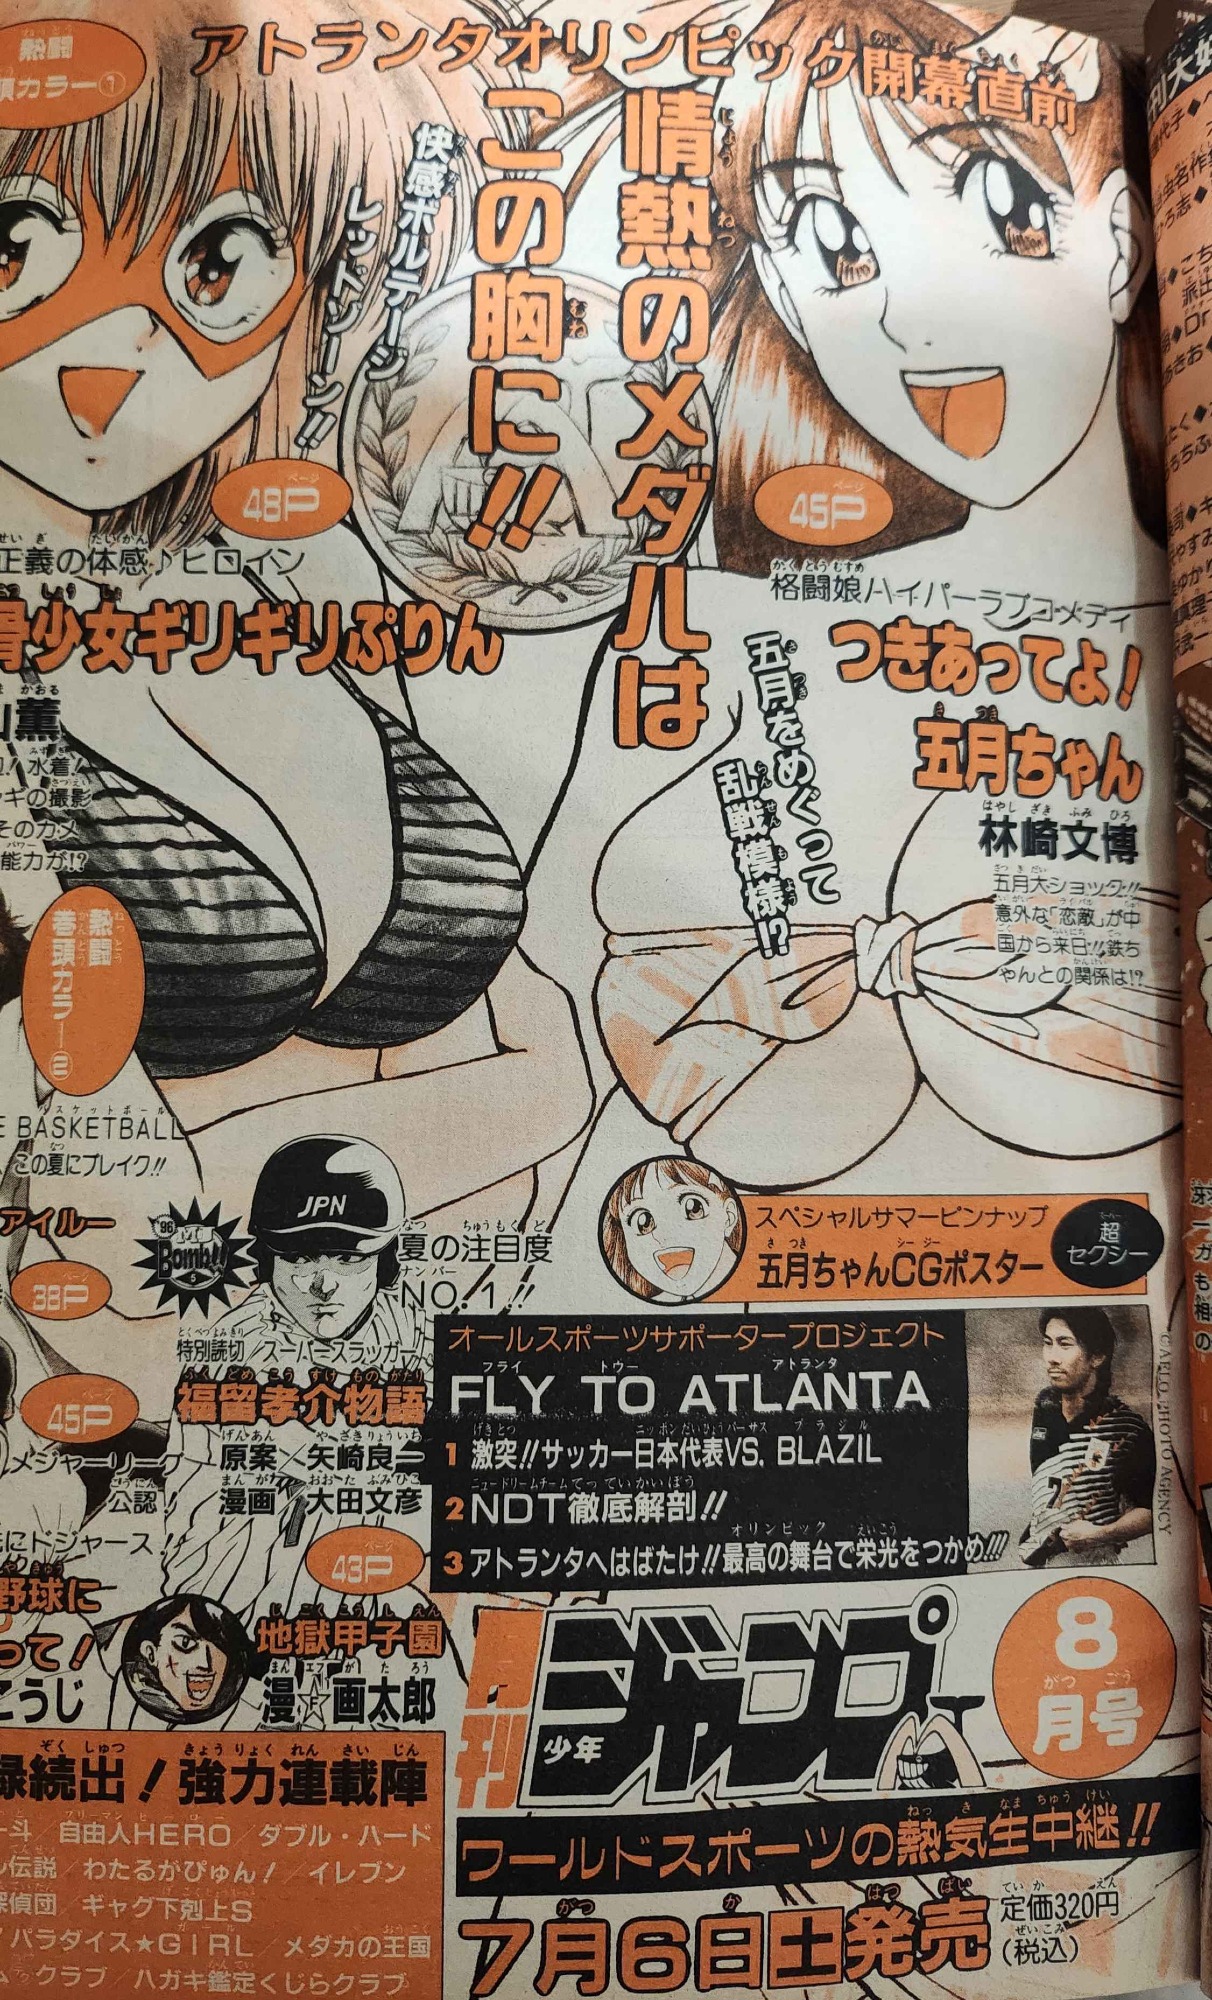 アトランタオリンピック開幕直前
情熱のメダルは
この胸に!!
快感ボルテージ
レッドゾーン!!
熱闘
頭カラー①
45P
格闘娘ハイパーラブコメディ
つきあってよ!
五月ちゃん
林崎文博
五月大ショック!!
意外な「恋敵」が中
国から来日!!鉄ち
ゃんとの関係は!?
五月をめぐって
乱戦模様!?
48P
正義の体感♪ヒロイン
骨少女ギリギリぷりん
山薫
水着!
ギの撮影
そのカメ
能力が!?
熱闘
巻頭カラー②
E BASKETBALL
この夏にブレイク!!
アイルー
38P
スペシャルサマーピンナップ
五月ちゃんCGポスター
超
セクシー
JPN
'96
Bomb!!
5
夏の注目度
NO.1!!
特別読切/スーパースラッガー
福留孝介物語
原案/矢崎良一
漫画/大田文彦
43P
オールスポーツサポータープロジェクト
FLY TO ATLANTA
1 激突!!サッカー日本代表VS. BLAZIL
2 NDT徹底解剖!!
3 アトランタへはばたけ!!最高の舞台で栄光をつかめ!!!
©AFLO PHOTO AGENCY
45P
メジャーリーグ
公認!
にドジャース!
野球に
って!
こうじ
地獄甲子園
漫☆F画太郎
録続出!強力連載陣
一斗/自由人HERO/ダブル・ハード
ル伝説/わたるがぴゅん!/イレブン
探偵団/ギャグ下剋上S
パラダイス★GIRL/メダカの王国
クラブ/ハガキ鑑定くじらクラブ
月刊
少年
ジャンプ
8
月号
ワールドスポーツの熱気生中継!!
7月6日土発売
定価320円
(税込)